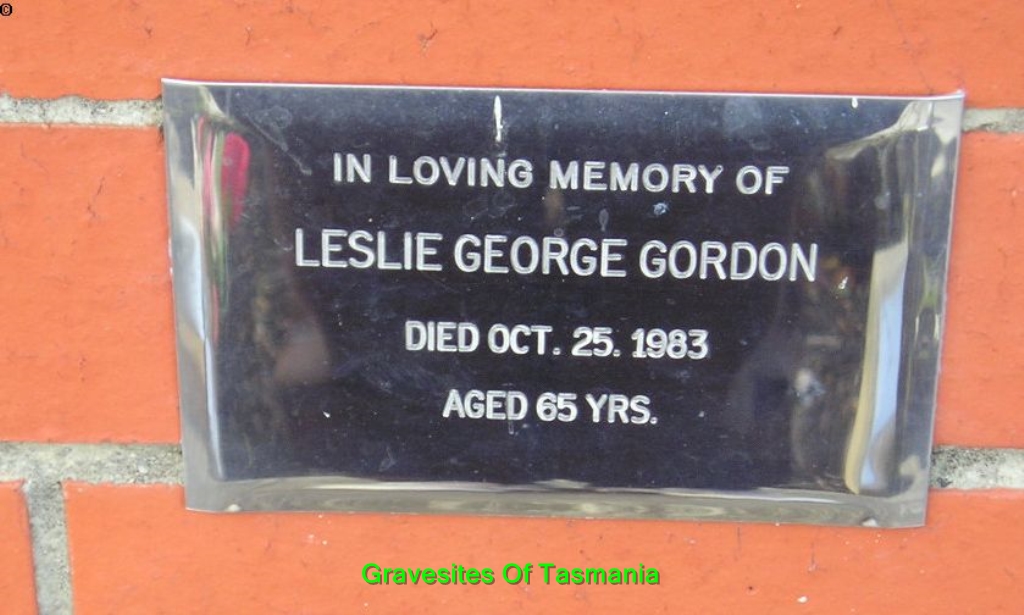 ©
IN LOVING MEMORY OF
LESLIE GEORGE GORDON
DIED OCT. 25. 1983
AGED 65 YRS.
Gravesites Of Tasmania